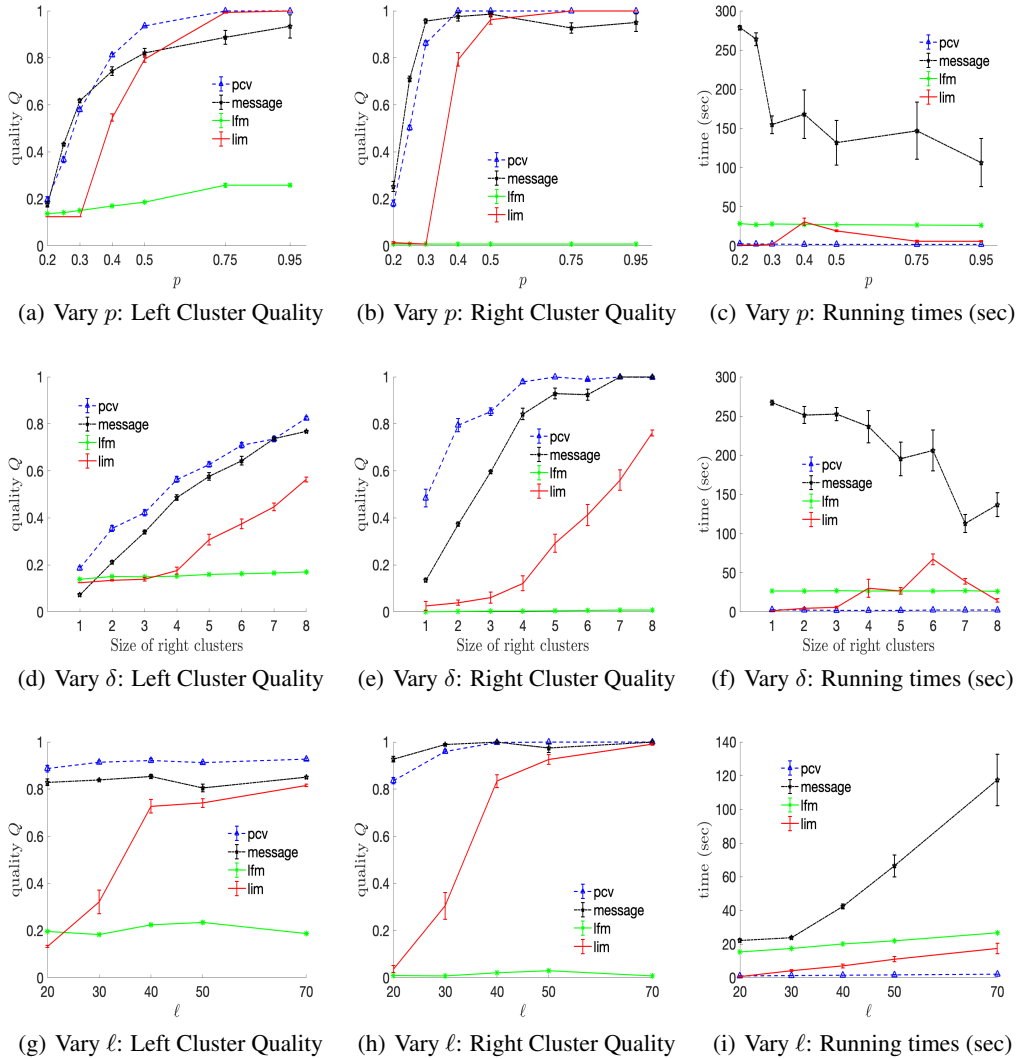 quality Q
1
0.8
0.6
0.4
0.2
0
pcv
message
lfm
lim
0.2 0.3 0.4 0.5 0.75 0.95
p
(a) Vary p: Left Cluster Quality
quality Q
1
0.8
0.6
0.4
0.2
0
pcv
message
lfm
lim
0.2 0.3 0.4 0.5 0.75 0.95
p
(b) Vary p: Right Cluster Quality
time (sec)
300
250
200
150
100
50
0
pcv
message
lfm
lim
0.2 0.3 0.4 0.5 0.75 0.95
p
(c) Vary p: Running times (sec)
quality Q
1
0.8
0.6
0.4
0.2
0
pcv
message
lfm
lim
1 2 3 4 5 6 7 8
Size of right clusters
(d) Vary δ: Left Cluster Quality
quality Q
1
0.8
0.6
0.4
0.2
0
pcv
message
lfm
lim
1 2 3 4 5 6 7 8
Size of right clusters
(e) Vary δ: Right Cluster Quality
time (sec)
300
250
200
150
100
50
0
pcv
message
lfm
lim
1 2 3 4 5 6 7 8
Size of right clusters
(f) Vary δ: Running times (sec)
quality Q
1
0.8
0.6
0.4
0.2
0
pcv
message
lfm
lim
20 30 40 50 70
ℓ
(g) Vary ℓ: Left Cluster Quality
quality Q
1
0.8
0.6
0.4
0.2
0
pcv
message
lfm
lim
20 30 40 50 70
ℓ
(h) Vary ℓ: Right Cluster Quality
time (sec)
140
120
100
80
60
40
20
0
pcv
message
lfm
lim
20 30 40 50 70
ℓ
(i) Vary ℓ: Running times (sec)